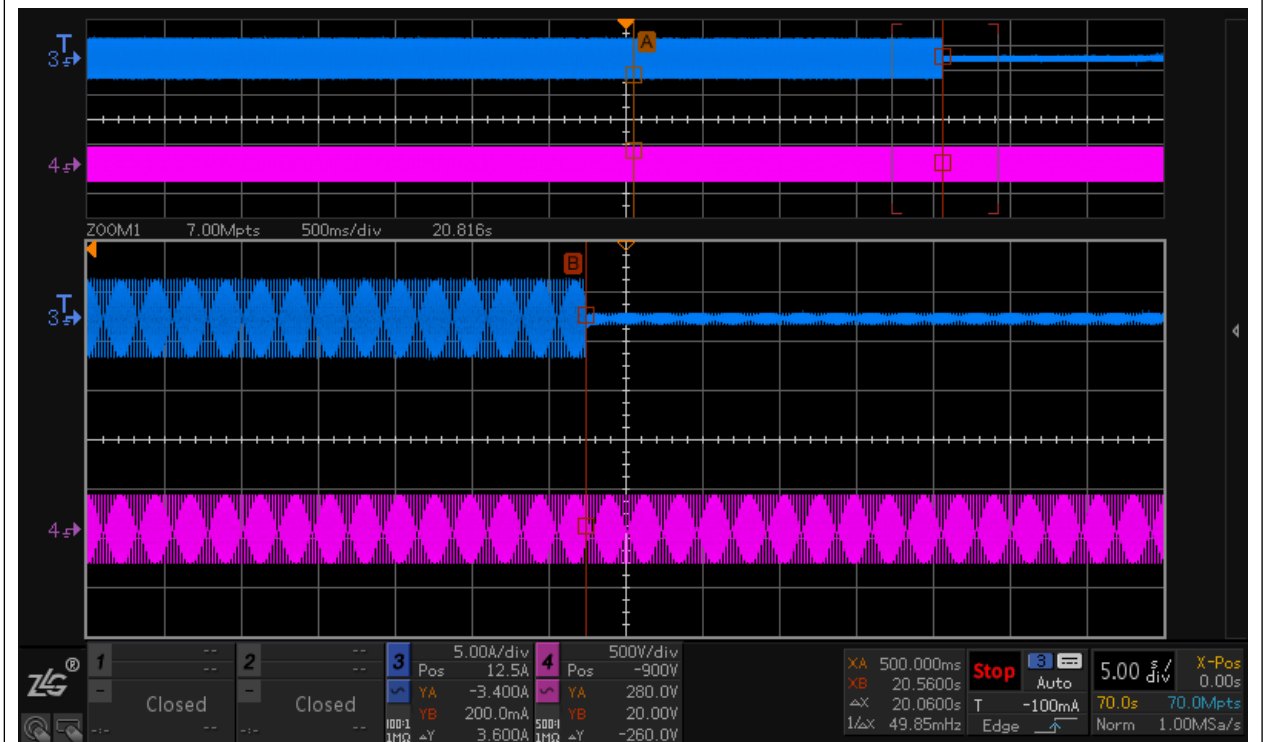 A
T
3
4
ZOOM1 7.00Mpts 500ms/div 20.816s
B
T
3
4
ZLG®
1 -- --
- Closed
-:-
2 -- --
- Closed
-:-
3 5.00A/div
Pos 12.5A
YA -3.400A
YB 200.0mA
100:1
1MΩ △Y 3.600A
4 500V/div
Pos -900V
YA 280.0V
YB 20.00V
500:1
1MΩ △Y -260.0V
XA 500.000ms
XB 20.5600s
△X 20.0600s
1/△X 49.85mHz
Stop 3
Auto
T -100mA
Edge
5.00 s/div
X-Pos
0.00s
70.0s 70.0Mpts
Norm 1.00MSa/s